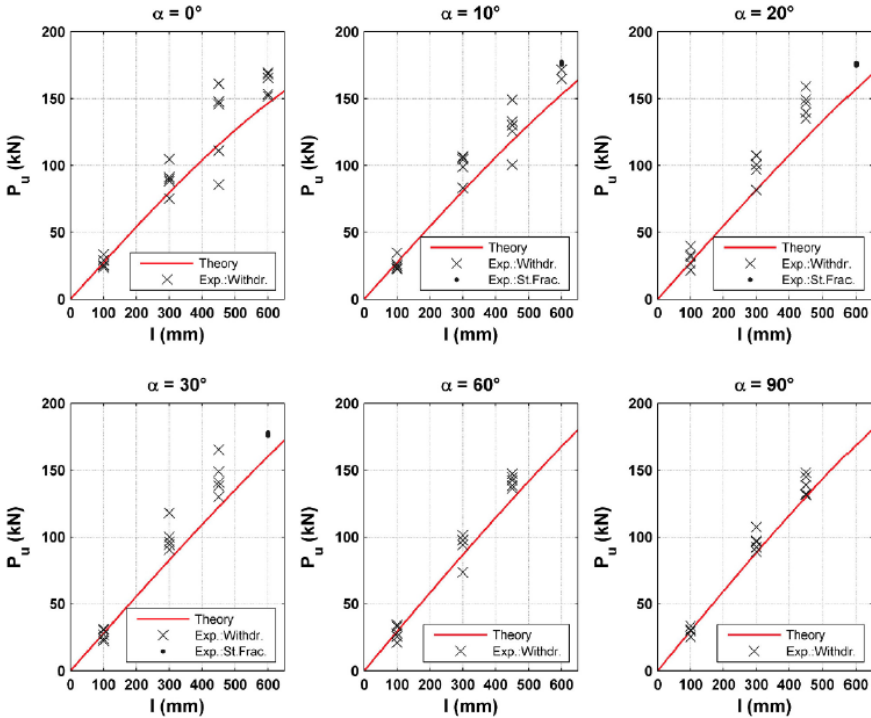 α = 0°
α = 10°
α = 20°
200
150
100
50
0
P_u (kN)
Theory
Exp.:Withdr.
0 100 200 300 400 500 600
l (mm)
200
150
100
50
0
P_u (kN)
Theory
Exp.:Withdr.
Exp.:St.Frac.
0 100 200 300 400 500 600
l (mm)
200
150
100
50
0
P_u (kN)
Theory
Exp.:Withdr.
Exp.:St.Frac.
0 100 200 300 400 500 600
l (mm)
α = 30°
α = 60°
α = 90°
200
150
100
50
0
P_u (kN)
Theory
Exp.:Withdr.
Exp.:St.Frac.
0 100 200 300 400 500 600
l (mm)
200
150
100
50
0
P_u (kN)
Theory
Exp.:Withdr.
0 100 200 300 400 500 600
l (mm)
200
150
100
50
0
P_u (kN)
Theory
Exp.:Withdr.
0 100 200 300 400 500 600
l (mm)